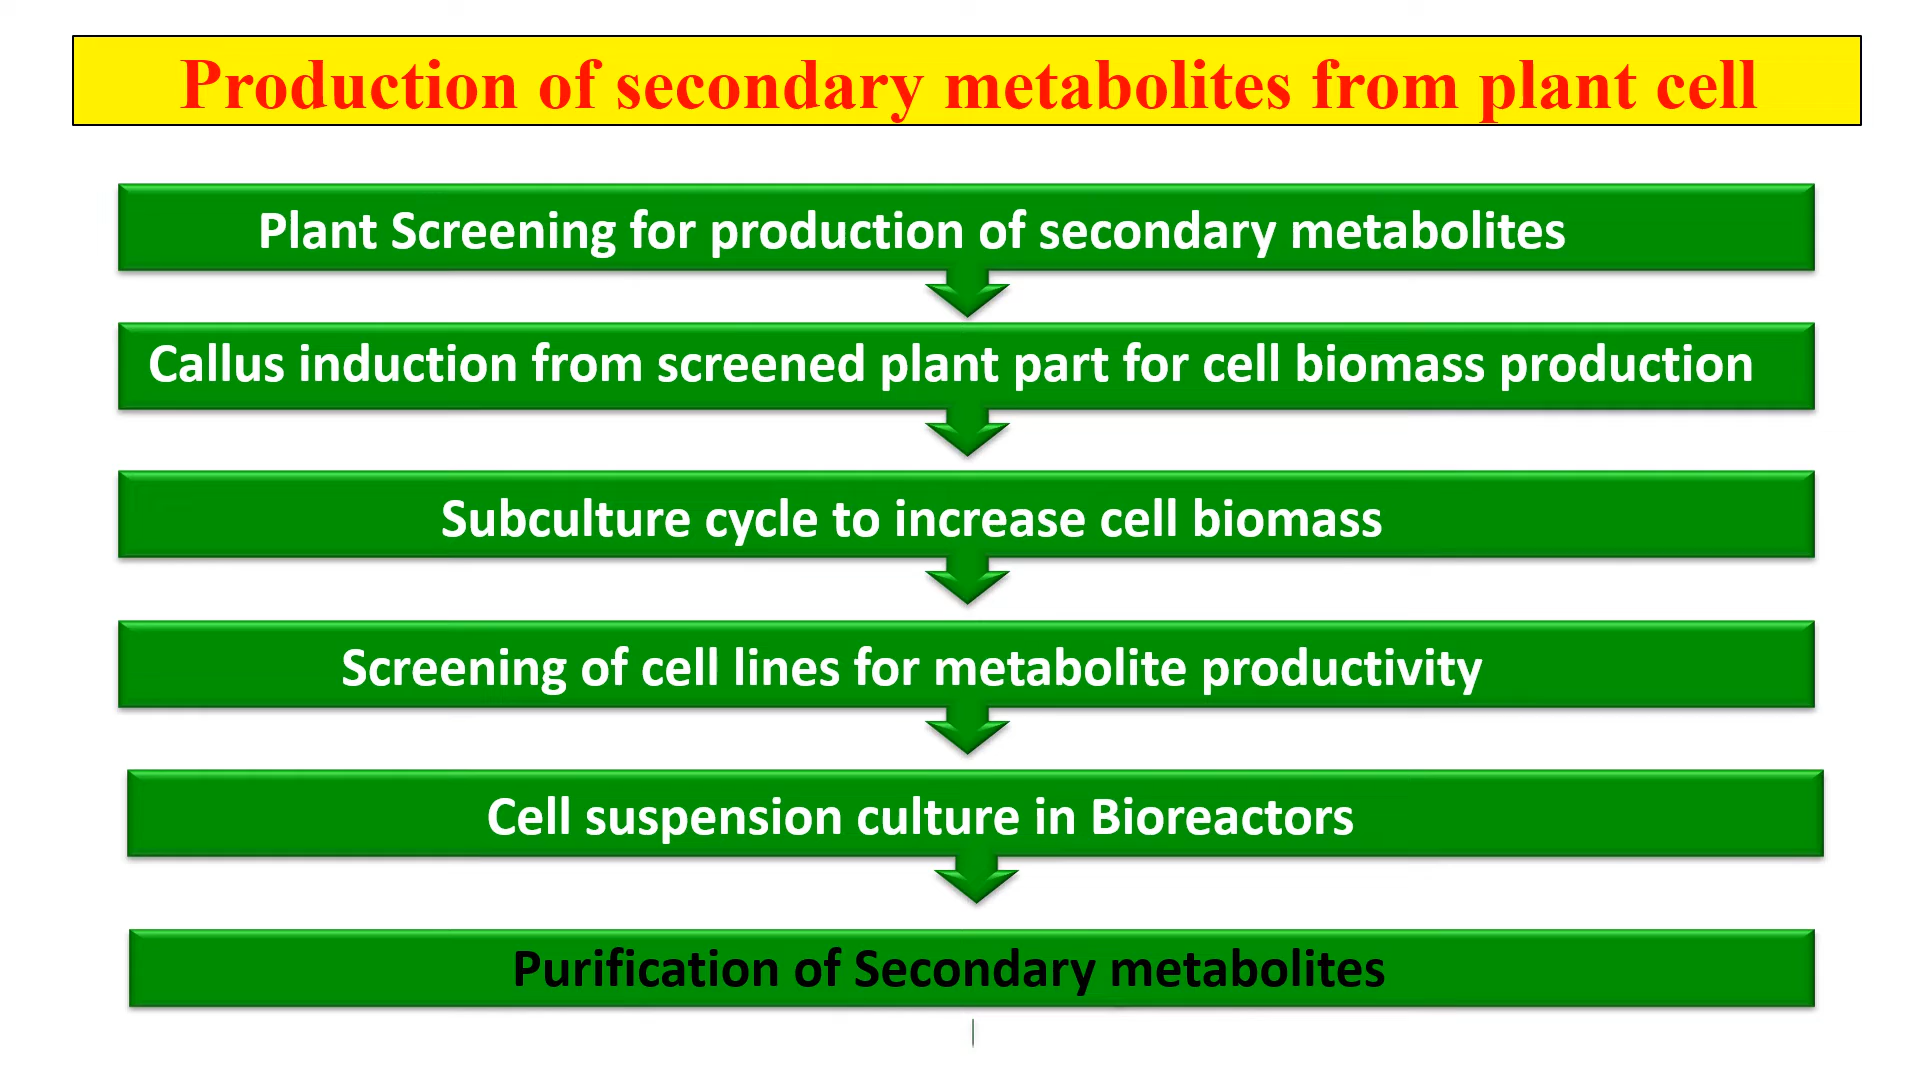 Production of secondary metabolites from plant cell
Plant Screening for production of secondary metabolites
Callus induction from screened plant part for cell biomass production
Subculture cycle to increase cell biomass
Screening of cell lines for metabolite productivity
Cell suspension culture in Bioreactors
Purification of Secondary metabolites